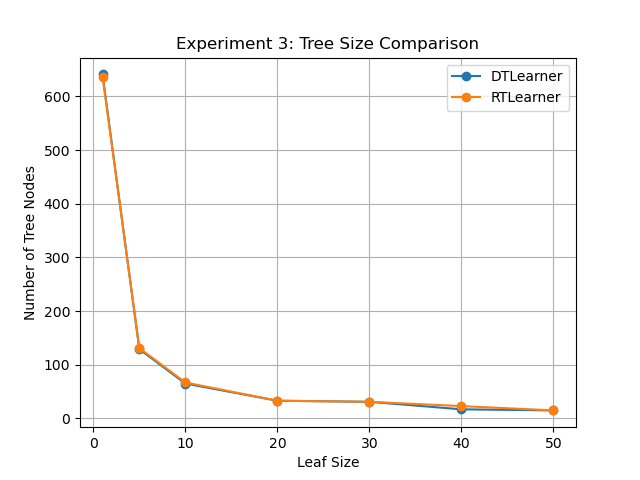 Experiment 3: Tree Size Comparison
DTLearner
RTLearner
Number of Tree Nodes
600
500
400
300
200
100
0
0 10 20 30 40 50
Leaf Size